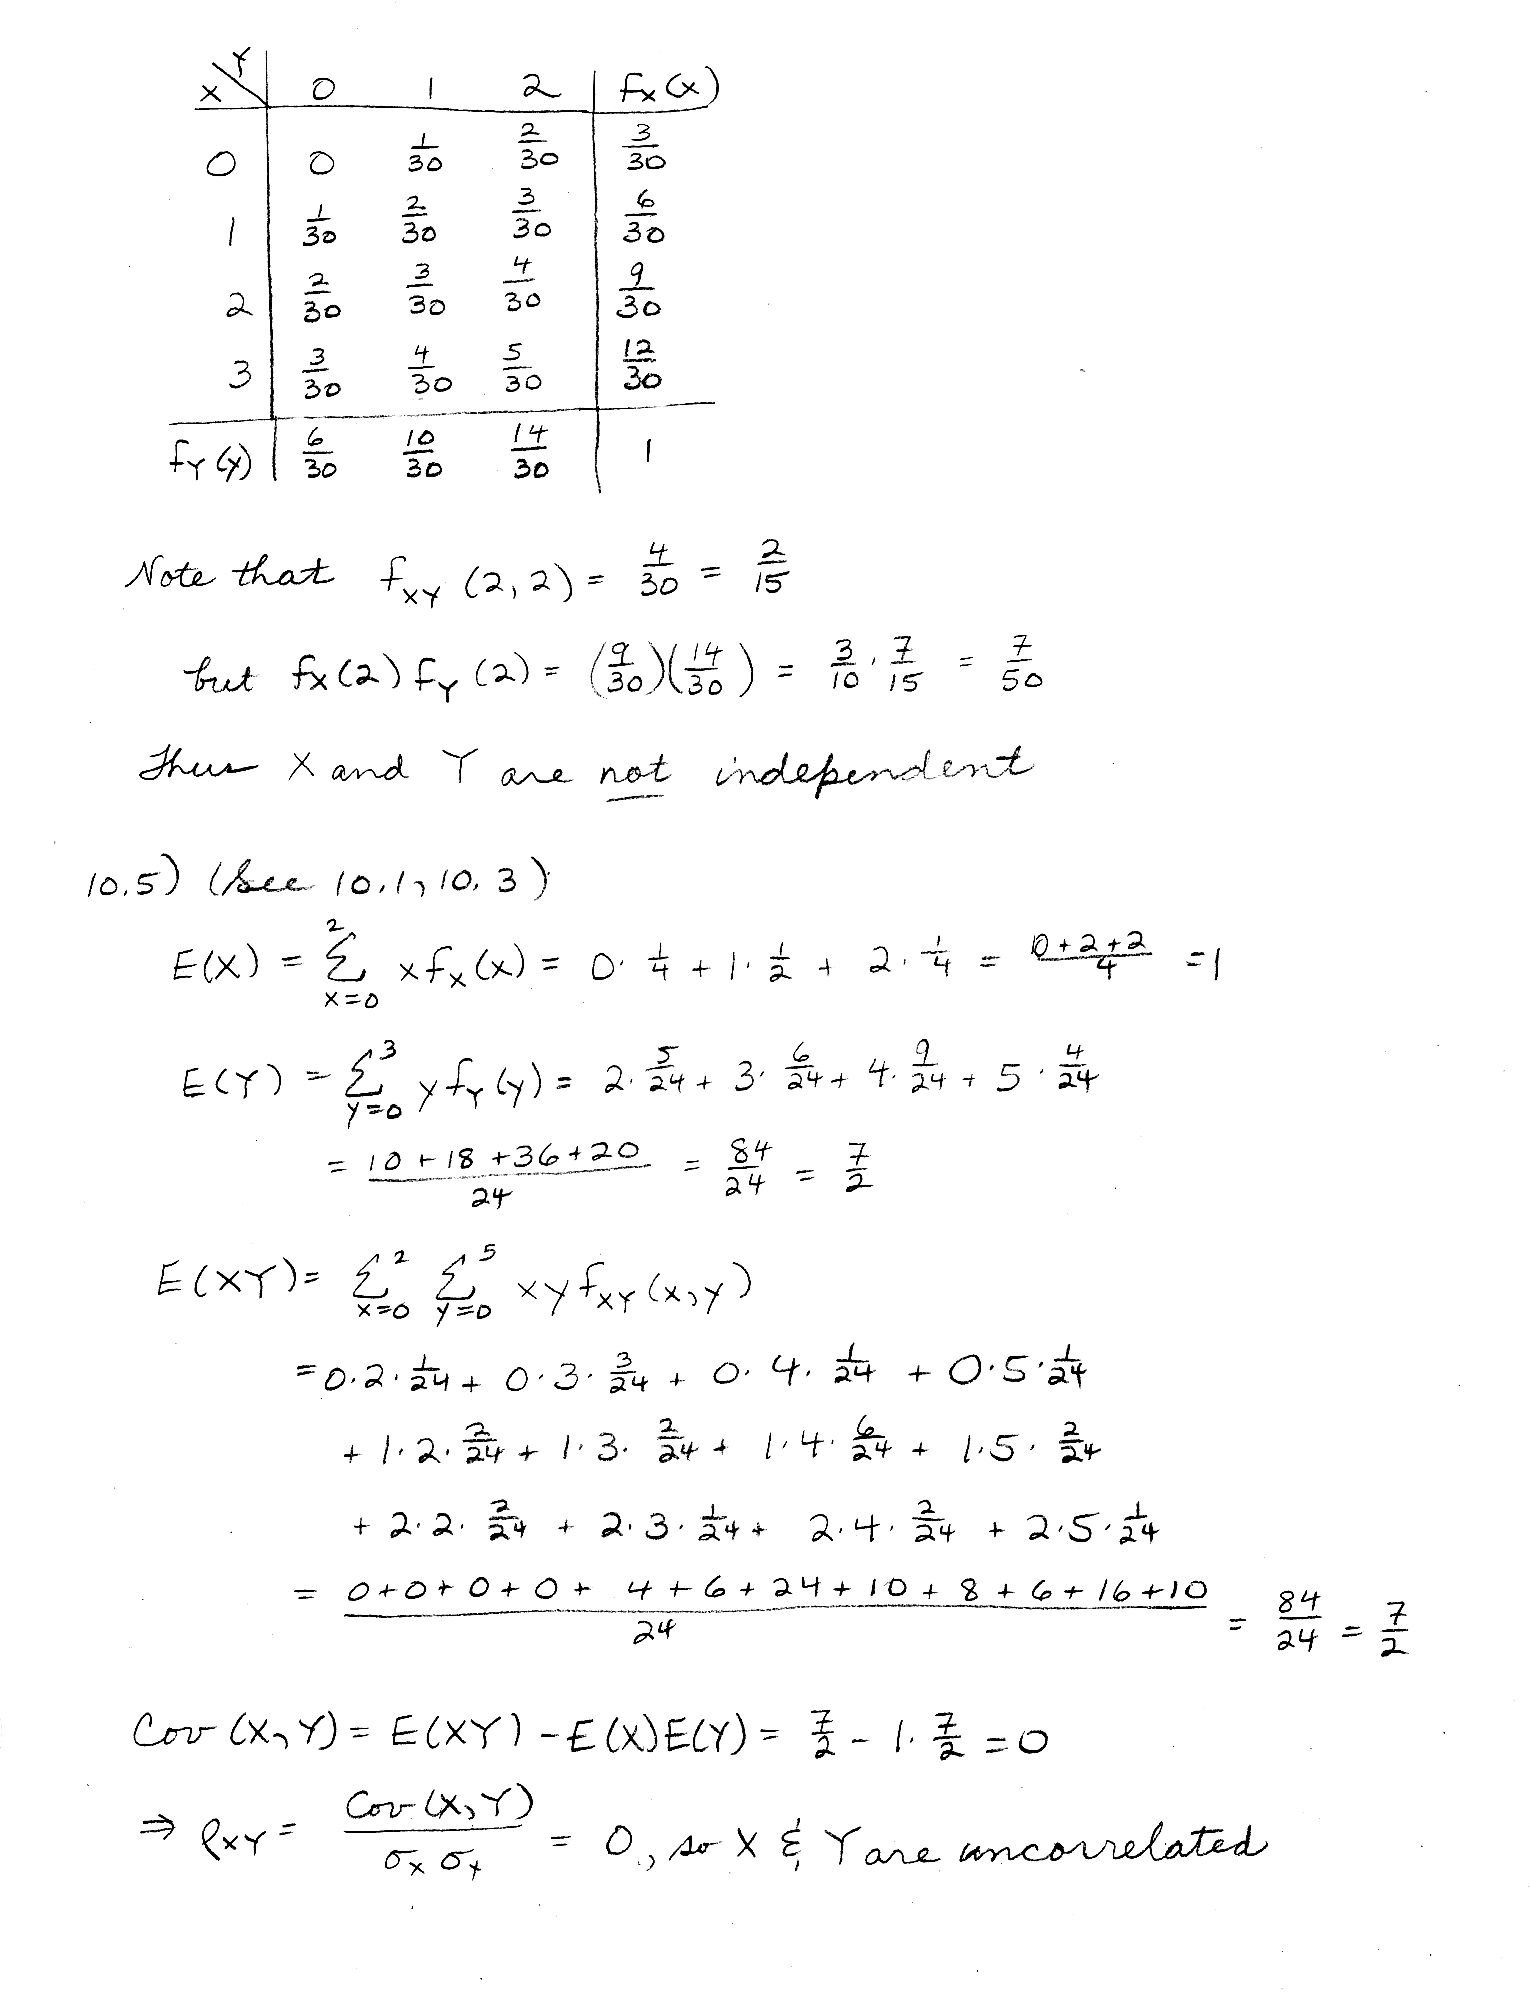 X \ Y | 0 1 2 | fX(x)
0 | 0 1/30 2/30 | 3/30
1 | 1/30 2/30 3/30 | 6/30
2 | 2/30 3/30 4/30 | 9/30
3 | 3/30 4/30 5/30 | 12/30
fY(y) | 6/30 10/30 14/30 | 1
Note that fXY(2,2) = 4/30 = 2/15
but fX(2)fY(2) = (9/30)(14/30) = 3/10 · 7/15 = 7/50
Thus X and Y are not independent
10.5) (See 10.1, 10.3)
E(X) = Σ_{x=0}^{2} x fX(x) = 0· 1/4 + 1· 1/2 + 2· 1/4 = (0+2+2)/4 = 1
E(Y) = Σ_{y=0}^{3} y fY(y) = 2· 5/24 + 3· 6/24 + 4· 9/24 + 5· 4/24
= (10+18+36+20)/24 = 84/24 = 7/2
E(XY) = Σ_{x=0}^{2} Σ_{y=0}^{5} xy fXY(x,y)
= 0·2· 1/24 + 0·3· 3/24 + 0·4· 1/24 + 0·5· 1/24
+ 1·2· 2/24 + 1·3· 2/24 + 1·4· 6/24 + 1·5· 2/24
+ 2·2· 2/24 + 2·3· 1/24 + 2·4· 2/24 + 2·5· 1/24
= (0+0+0+0+4+6+24+10+8+6+16+10)/24 = 84/24 = 7/2
Cov(X,Y) = E(XY) - E(X)E(Y) = 7/2 - 1· 7/2 = 0
⇒ ρXY = Cov(X,Y)/(σX σY) = 0, so X & Y are uncorrelated